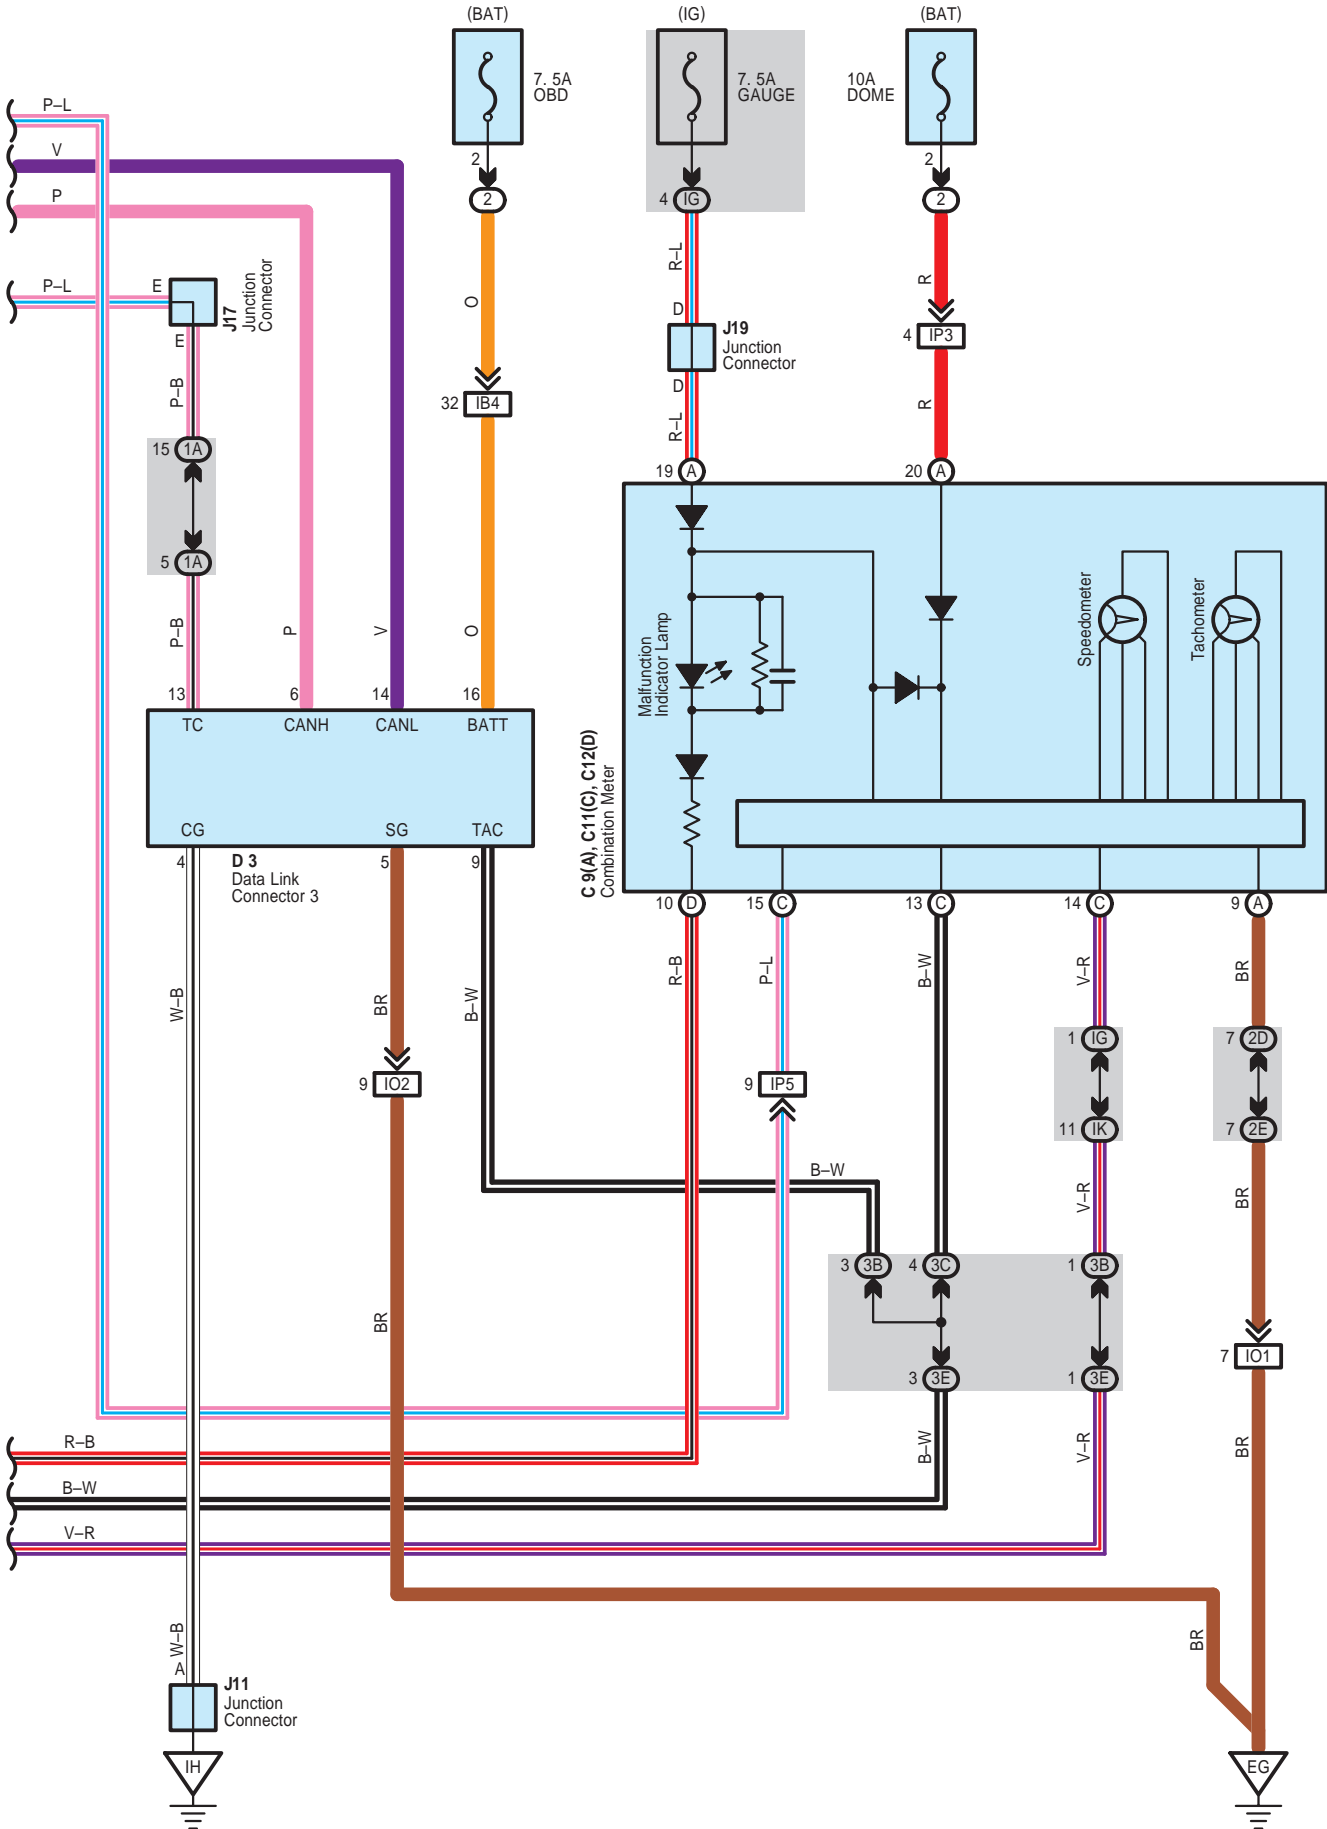 (BAT)
(IG)
(BAT)
7. 5A
OBD
7. 5A
GAUGE
10A
DOME
P–L
V
P
2
2
4 IG
2
2
P–L
E
J17
Junction
Connector
E
O
R–L
R
D
J19
Junction
Connector
4 IP3
D
P–B
32 IB4
R–L
R
15 1A
19 A
20 A
5 1A
P–B
P
V
O
Malfunction
Indicator Lamp
Speedometer
Tachometer
13
6
14
16
TC
CANH
CANL
BATT
CG
SG
TAC
4
5
9
D 3
Data Link
Connector 3
C 9(A), C11(C), C12(D)
Combination Meter
10 D
15 C
13 C
14 C
9 A
W–B
BR
B–W
R–B
P–L
B–W
V–R
BR
1 IG
7 2D
9 IO2
9 IP5
11 IK
7 2E
B–W
V–R
BR
3 3B
4 3C
1 3B
BR
7 IO1
3 3E
1 3E
R–B
B–W
V–R
BR
B–W
V–R
W–B
A
BR
J11
Junction
Connector
IH
EG